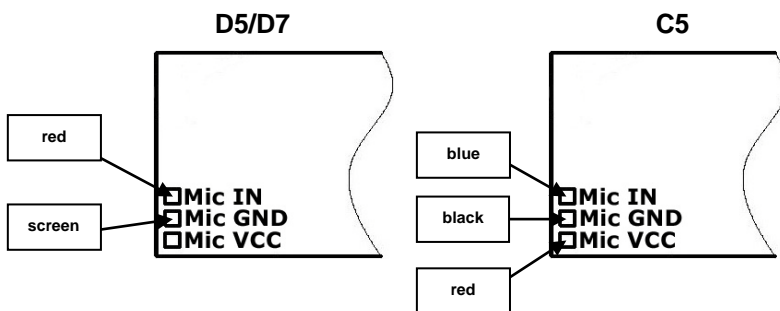 D5/D7
red
screen
Mic IN
Mic GND
Mic VCC
C5
blue
black
red
Mic IN
Mic GND
Mic VCC